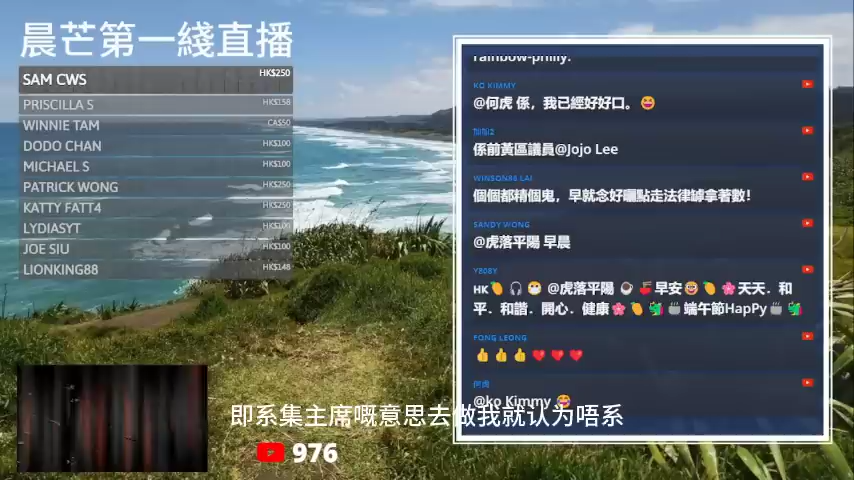 晨芒第一綫直播
SAM CWS HK$250
PRISCILLA S HK$158
WINNIE TAM CA$50
DODO CHAN HK$100
MICHAEL S HK$100
PATRICK WONG HK$250
KATTY FATT4 HK$250
LYDIASYT
JOE SIU HK$100
LIONKING88 HK$148
rainbow-philly.
KO KIMMY
@何虎 係，我已經好好口。😆
係前黃區議員@Jojo Lee
WINSONRE LAI
個個都精個鬼，早就念好曬點走法律罅拿著數！
SANDY WONG
@虎落平陽 早晨
YBOBY
HK🥭 🎧 😷 @虎落平陽 早安 天天．和
平．和諧．開心．健康🌸 🥭 🐲 🍵端午節HapPy🍵 🐲
FONG LEONG
👍 👍 👍 ❤️ ❤️ ❤️
何虎
@ko Kimmy
即系集主席嘅意思去做我就认为唔系
976